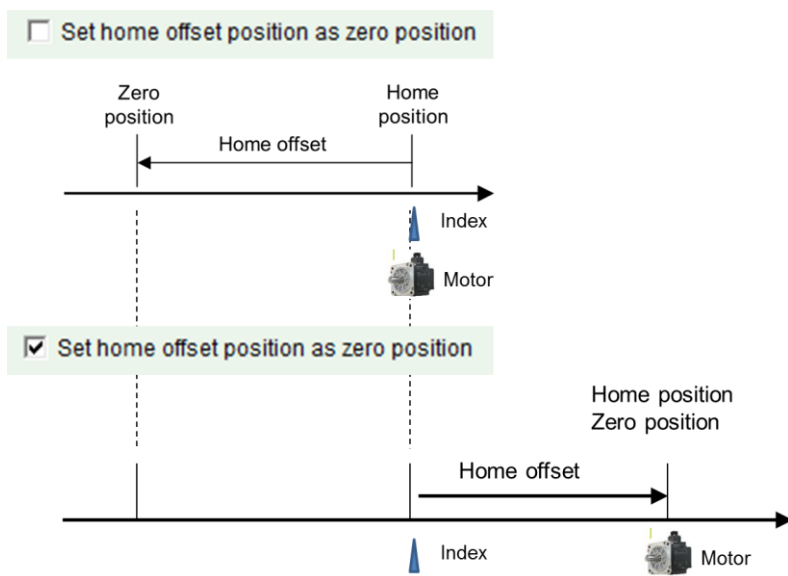 Set home offset position as zero position
Zero
position
Home
position
Home offset
Index
Motor
Set home offset position as zero position
Home position
Zero position
Home offset
Index
Motor